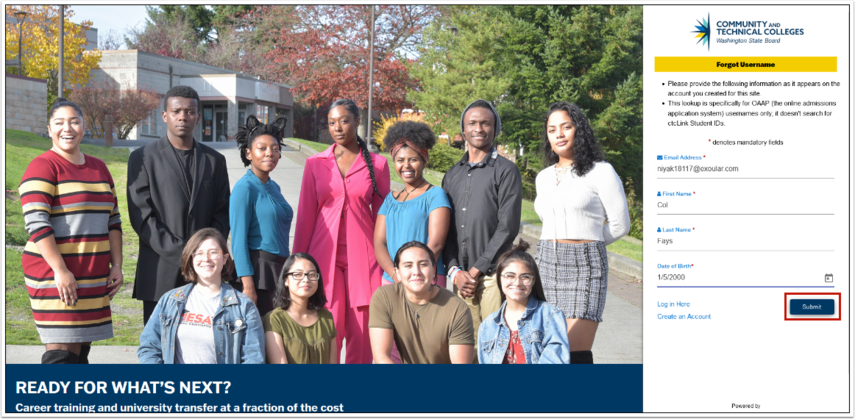 COMMUNITY AND
TECHNICAL COLLEGES
Washington State Board
Forgot Username
• Please provide the following information as it appears on the
account you created for this site.
• This lookup is specifically for OAAP (the online admissions
application system) usernames only, it doesn't search for
ctcLink Student IDs.
* denotes mandatory fields
Email Address *
niyak18117@exoular.com
First Name *
Col
Last Name *
Fays
Date of Birth*
1/5/2000
Log in Here
Submit
Create an Account
Powered by
READY FOR WHAT'S NEXT?
Career training and university transfer at a fraction of the cost